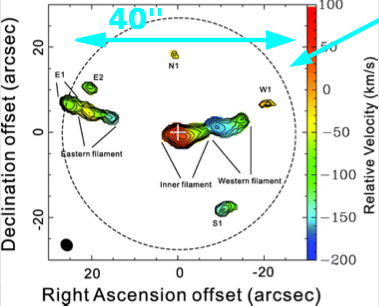 40"
100
50
0
−50
−100
−150
−200
Relative Velocity (km/s)
Declination offset (arcsec)
20
0
-20
N1
E1
E2
W1
Eastern filament
Inner filament
Western filament
S1
20
0
-20
Right Ascension offset (arcsec)